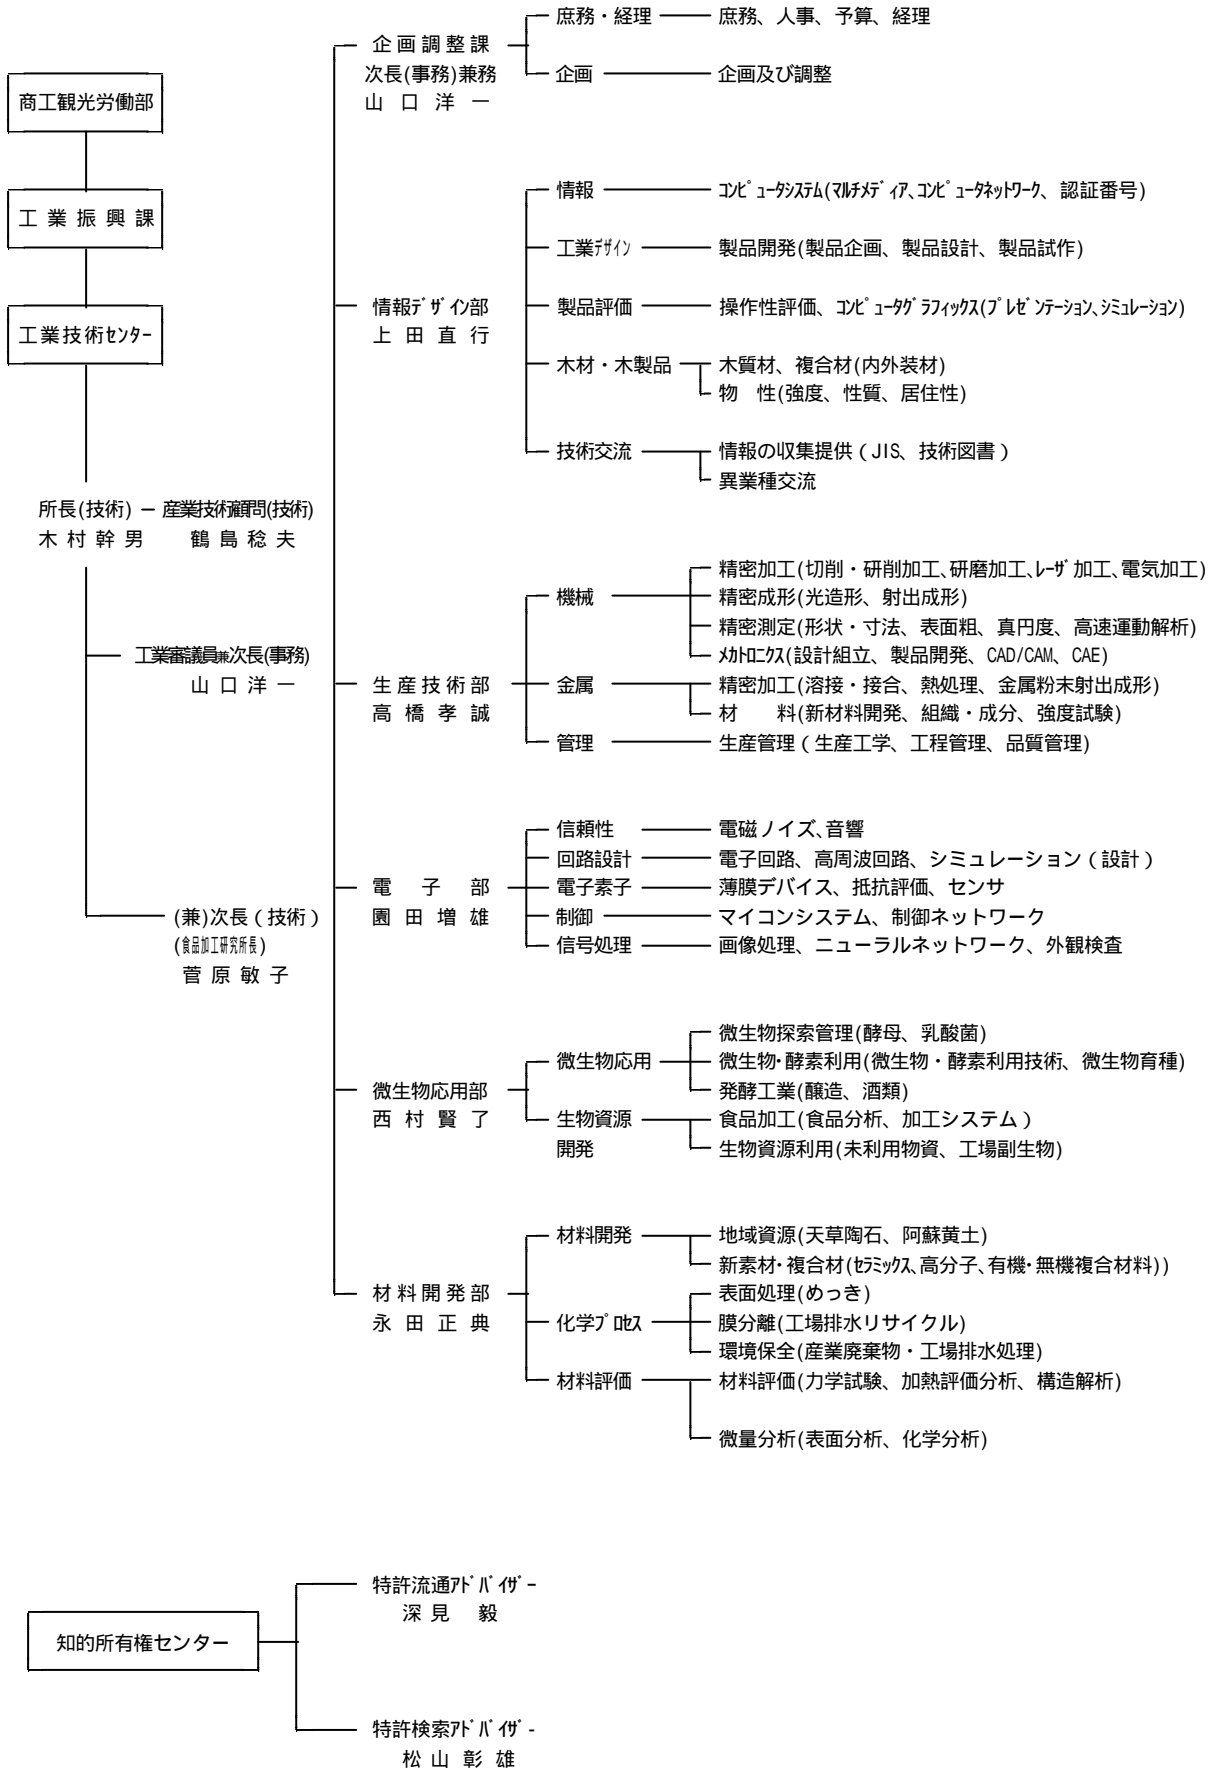 商工観光労働部
工業振興課
工業技術センター
所長(技術) ー 産業技術顧問(技術)
木村幹男 鶴島稔夫
工業審議員兼次長(事務)
山口洋一
(兼)次長(技術)
(食品加工研究所長)
菅原敏子
企画調整課
次長(事務)兼務
山口洋一
庶務・経理 庶務、人事、予算、経理
企画 企画及び調整
情報デザイン部
上田直行
情報 コンピュータシステム(マルチメディア、コンピュータネットワーク、認証番号)
工業デザイン 製品開発(製品企画、製品設計、製品試作)
製品評価 操作性評価、コンピュータグラフィックス(プレゼンテーション、シミュレーション)
木材・木製品 木質材、複合材(内外装材)
物 性(強度、性質、居住性)
技術交流 情報の収集提供(JIS、技術図書)
異業種交流
生産技術部
高橋孝誠
機械 精密加工(切削・研削加工、研磨加工、レーザ加工、電気加工)
精密成形(光造形、射出成形)
精密測定(形状・寸法、表面粗、真円度、高速運動解析)
メカトロニクス(設計組立、製品開発、CAD/CAM、CAE)
金属 精密加工(溶接・接合、熱処理、金属粉末射出成形)
材 料(新材料開発、組織・成分、強度試験)
管理 生産管理(生産工学、工程管理、品質管理)
電子部
園田増雄
信頼性 電磁ノイズ、音響
回路設計 電子回路、高周波回路、シミュレーション(設計)
電子素子 薄膜デバイス、抵抗評価、センサ
制御 マイコンシステム、制御ネットワーク
信号処理 画像処理、ニューラルネットワーク、外観検査
微生物応用部
西村賢了
微生物応用 微生物探索管理(酵母、乳酸菌)
微生物・酵素利用(微生物・酵素利用技術、微生物育種)
発酵工業(醸造、酒類)
生物資源 食品加工(食品分析、加工システム)
開発 生物資源利用(未利用物資、工場副生物)
材料開発部
永田正典
材料開発 地域資源(天草陶石、阿蘇黄土)
新素材・複合材(セラミックス、高分子、有機・無機複合材料))
化学プロセス 表面処理(めっき)
膜分離(工場排水リサイクル)
環境保全(産業廃棄物・工場排水処理)
材料評価 材料評価(力学試験、加熱評価分析、構造解析)
微量分析(表面分析、化学分析)
知的所有権センター
特許流通アドバイザー
深見 毅
特許検索アドバイザー
松山彰雄